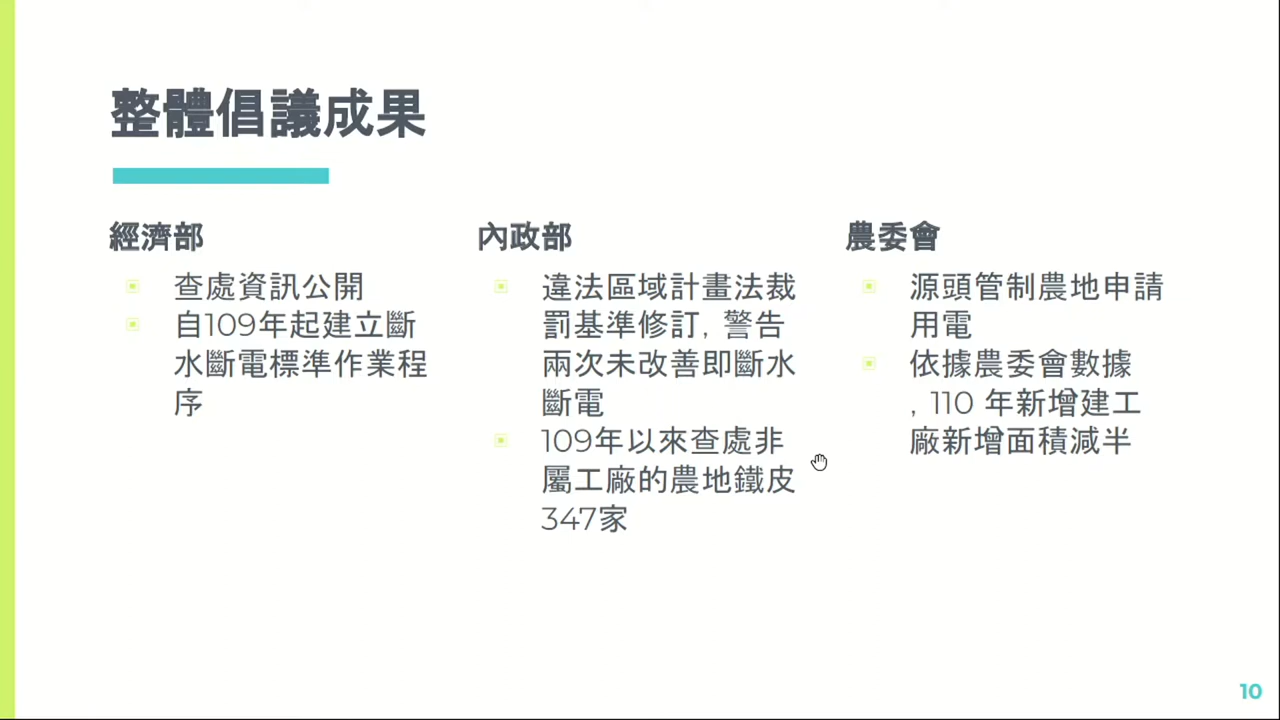 整體倡議成果
經濟部
查處資訊公開
自109年起建立斷
水斷電標準作業程
序
內政部
違法區域計畫法裁
罰基準修訂，警告
兩次未改善即斷水
斷電
109年以來查處非
屬工廠的農地鐵皮
347家
農委會
源頭管制農地申請
用電
依據農委會數據
，110 年新增建工
廠新增面積減半
10